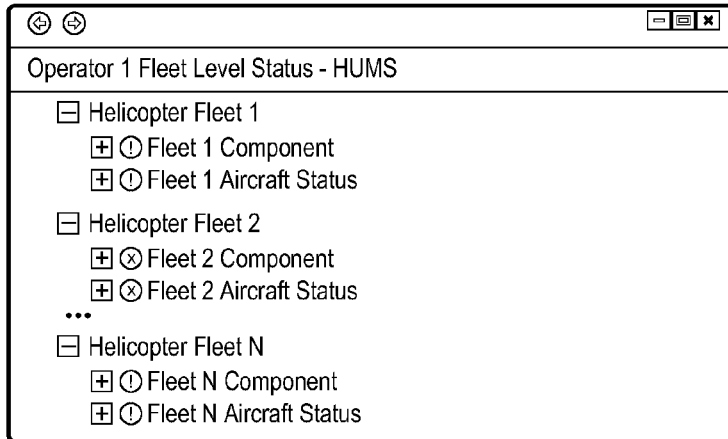 Operator 1 Fleet Level Status - HUMS
Helicopter Fleet 1
Fleet 1 Component
Fleet 1 Aircraft Status
Helicopter Fleet 2
Fleet 2 Component
Fleet 2 Aircraft Status
...
Helicopter Fleet N
Fleet N Component
Fleet N Aircraft Status